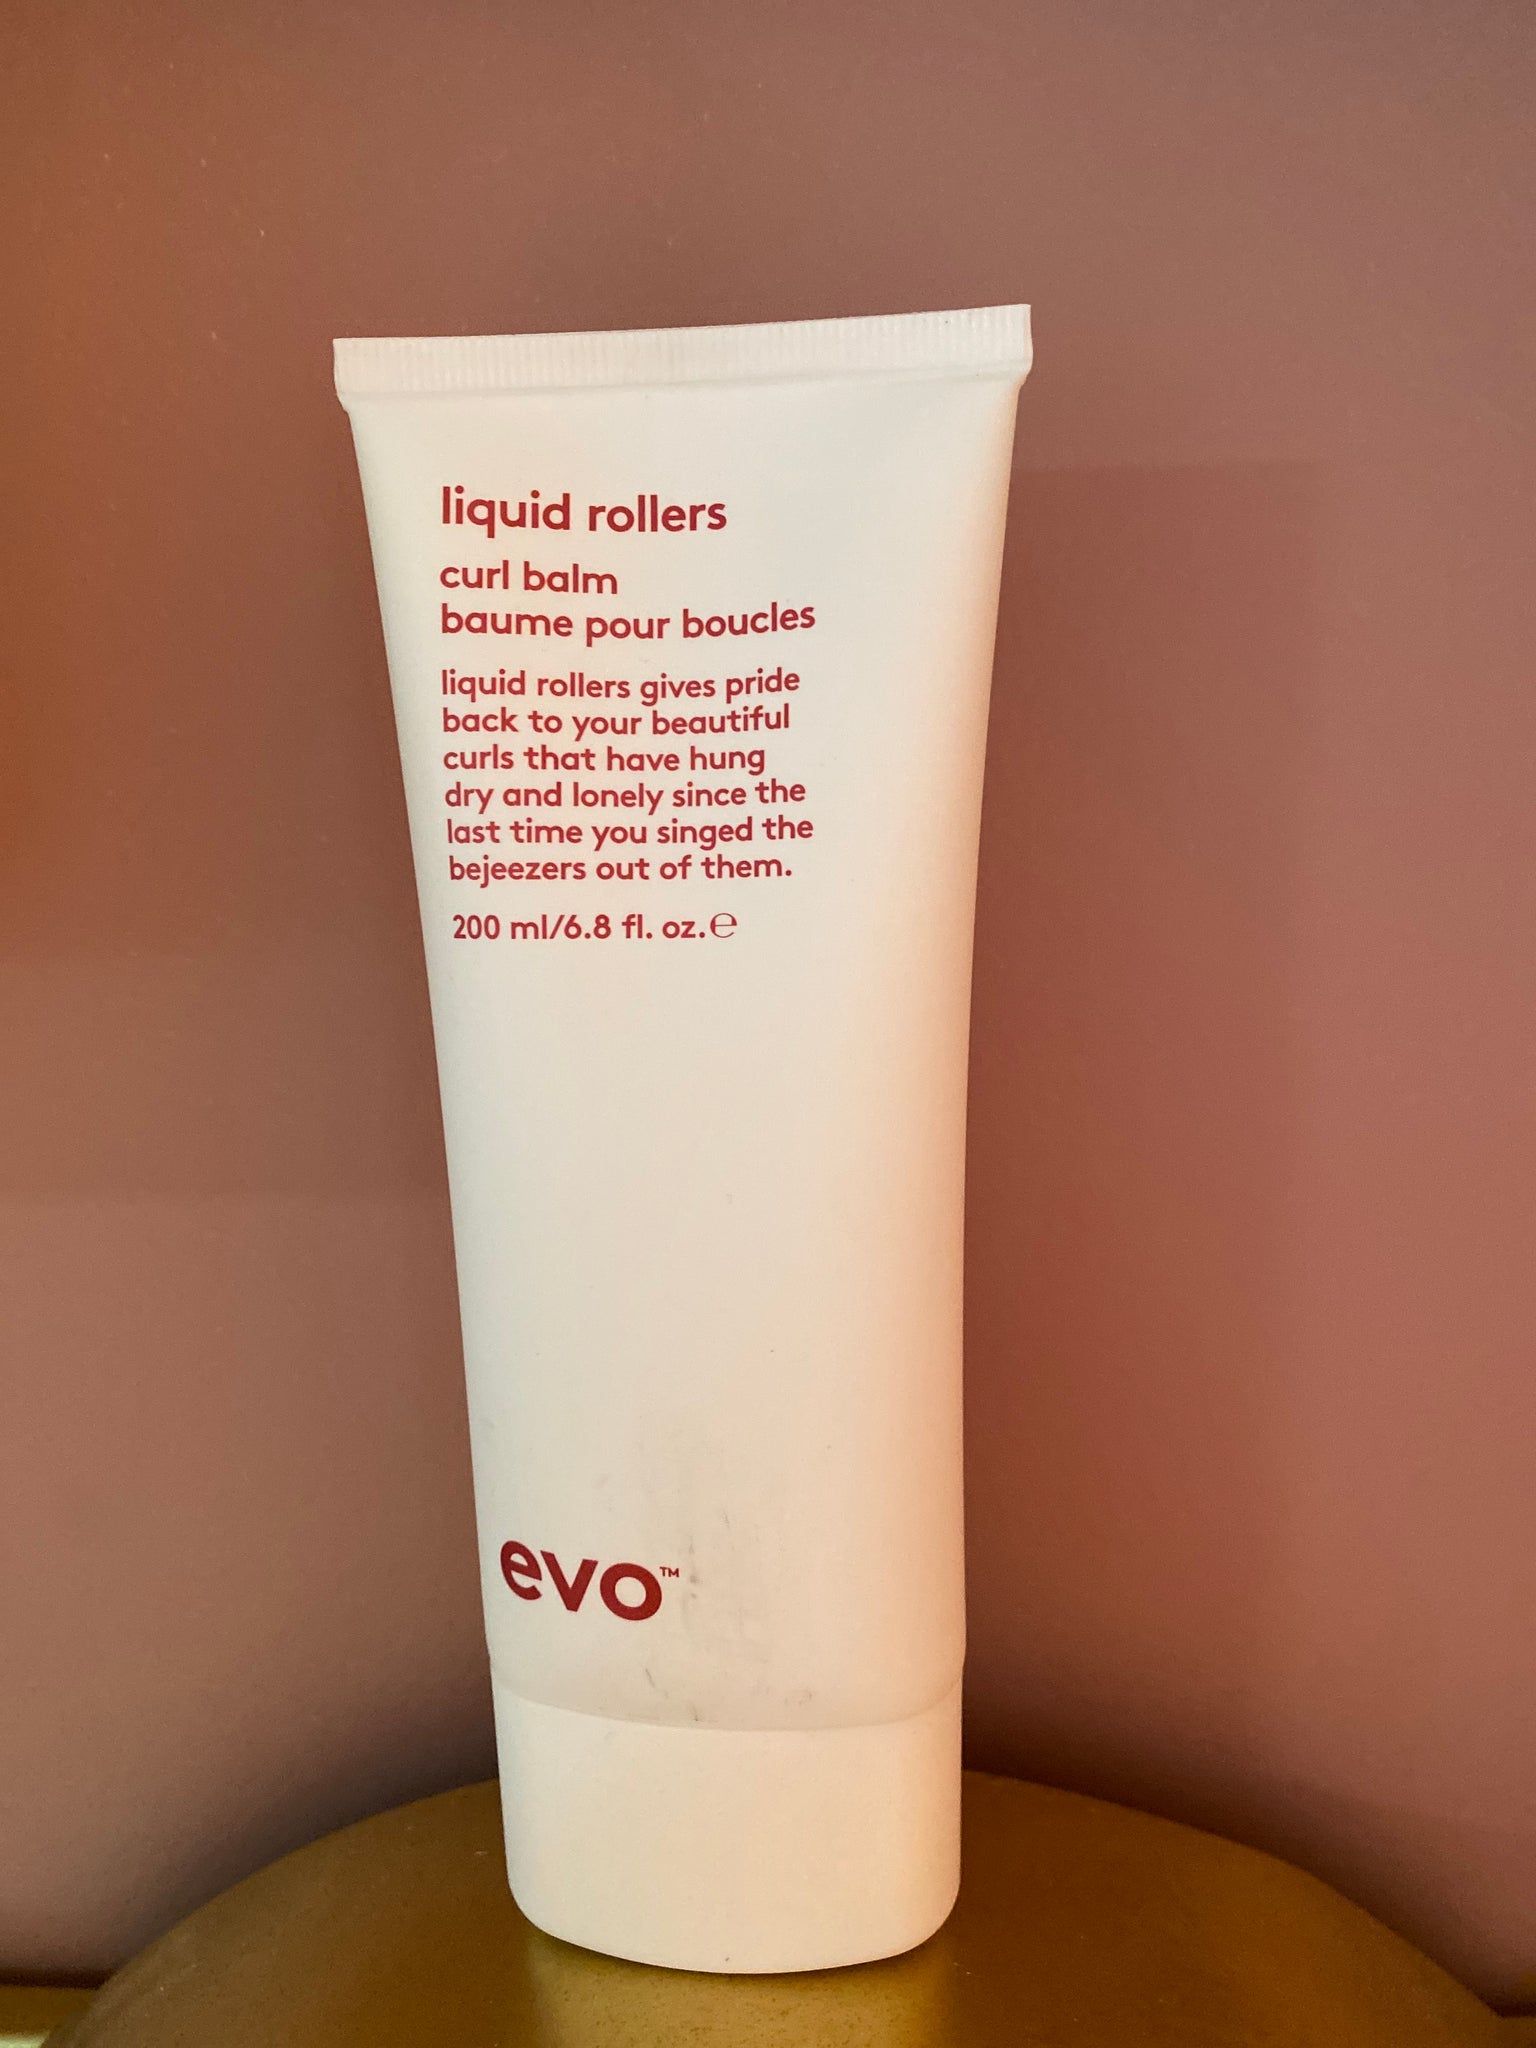 liquid rollers
curl balm
baume pour boucles
liquid rollers gives pride
back to your beautiful
curls that have hung
dry and lonely since the
last time you singed the
bejeezers out of them.
200 ml/6.8 fl. oz.℮
evo™